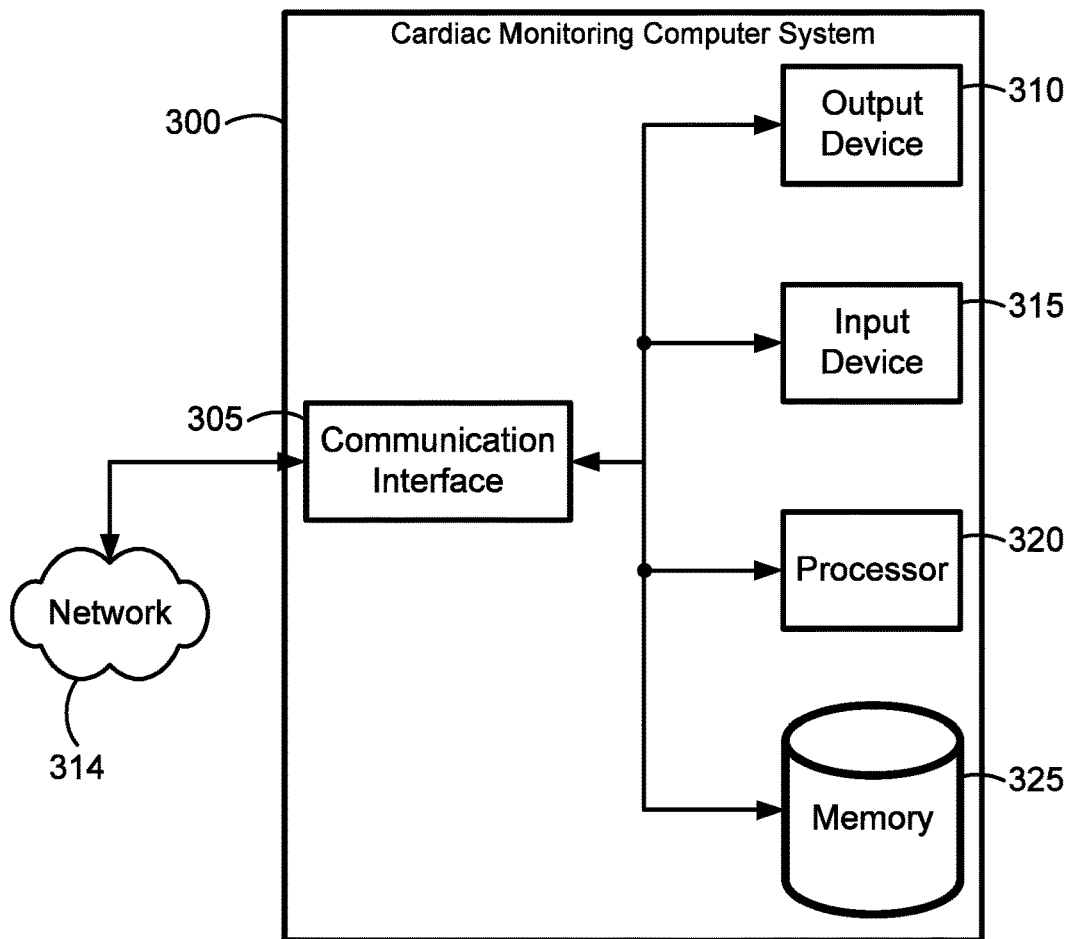 Cardiac Monitoring Computer System
300
Output
Device
310
Input
Device
315
305
Communication
Interface
Processor
320
Network
314
Memory
325